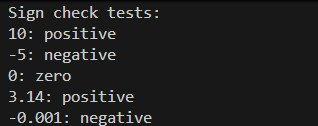 Sign check tests:
10: positive
-5: negative
0: zero
3.14: positive
-0.001: negative